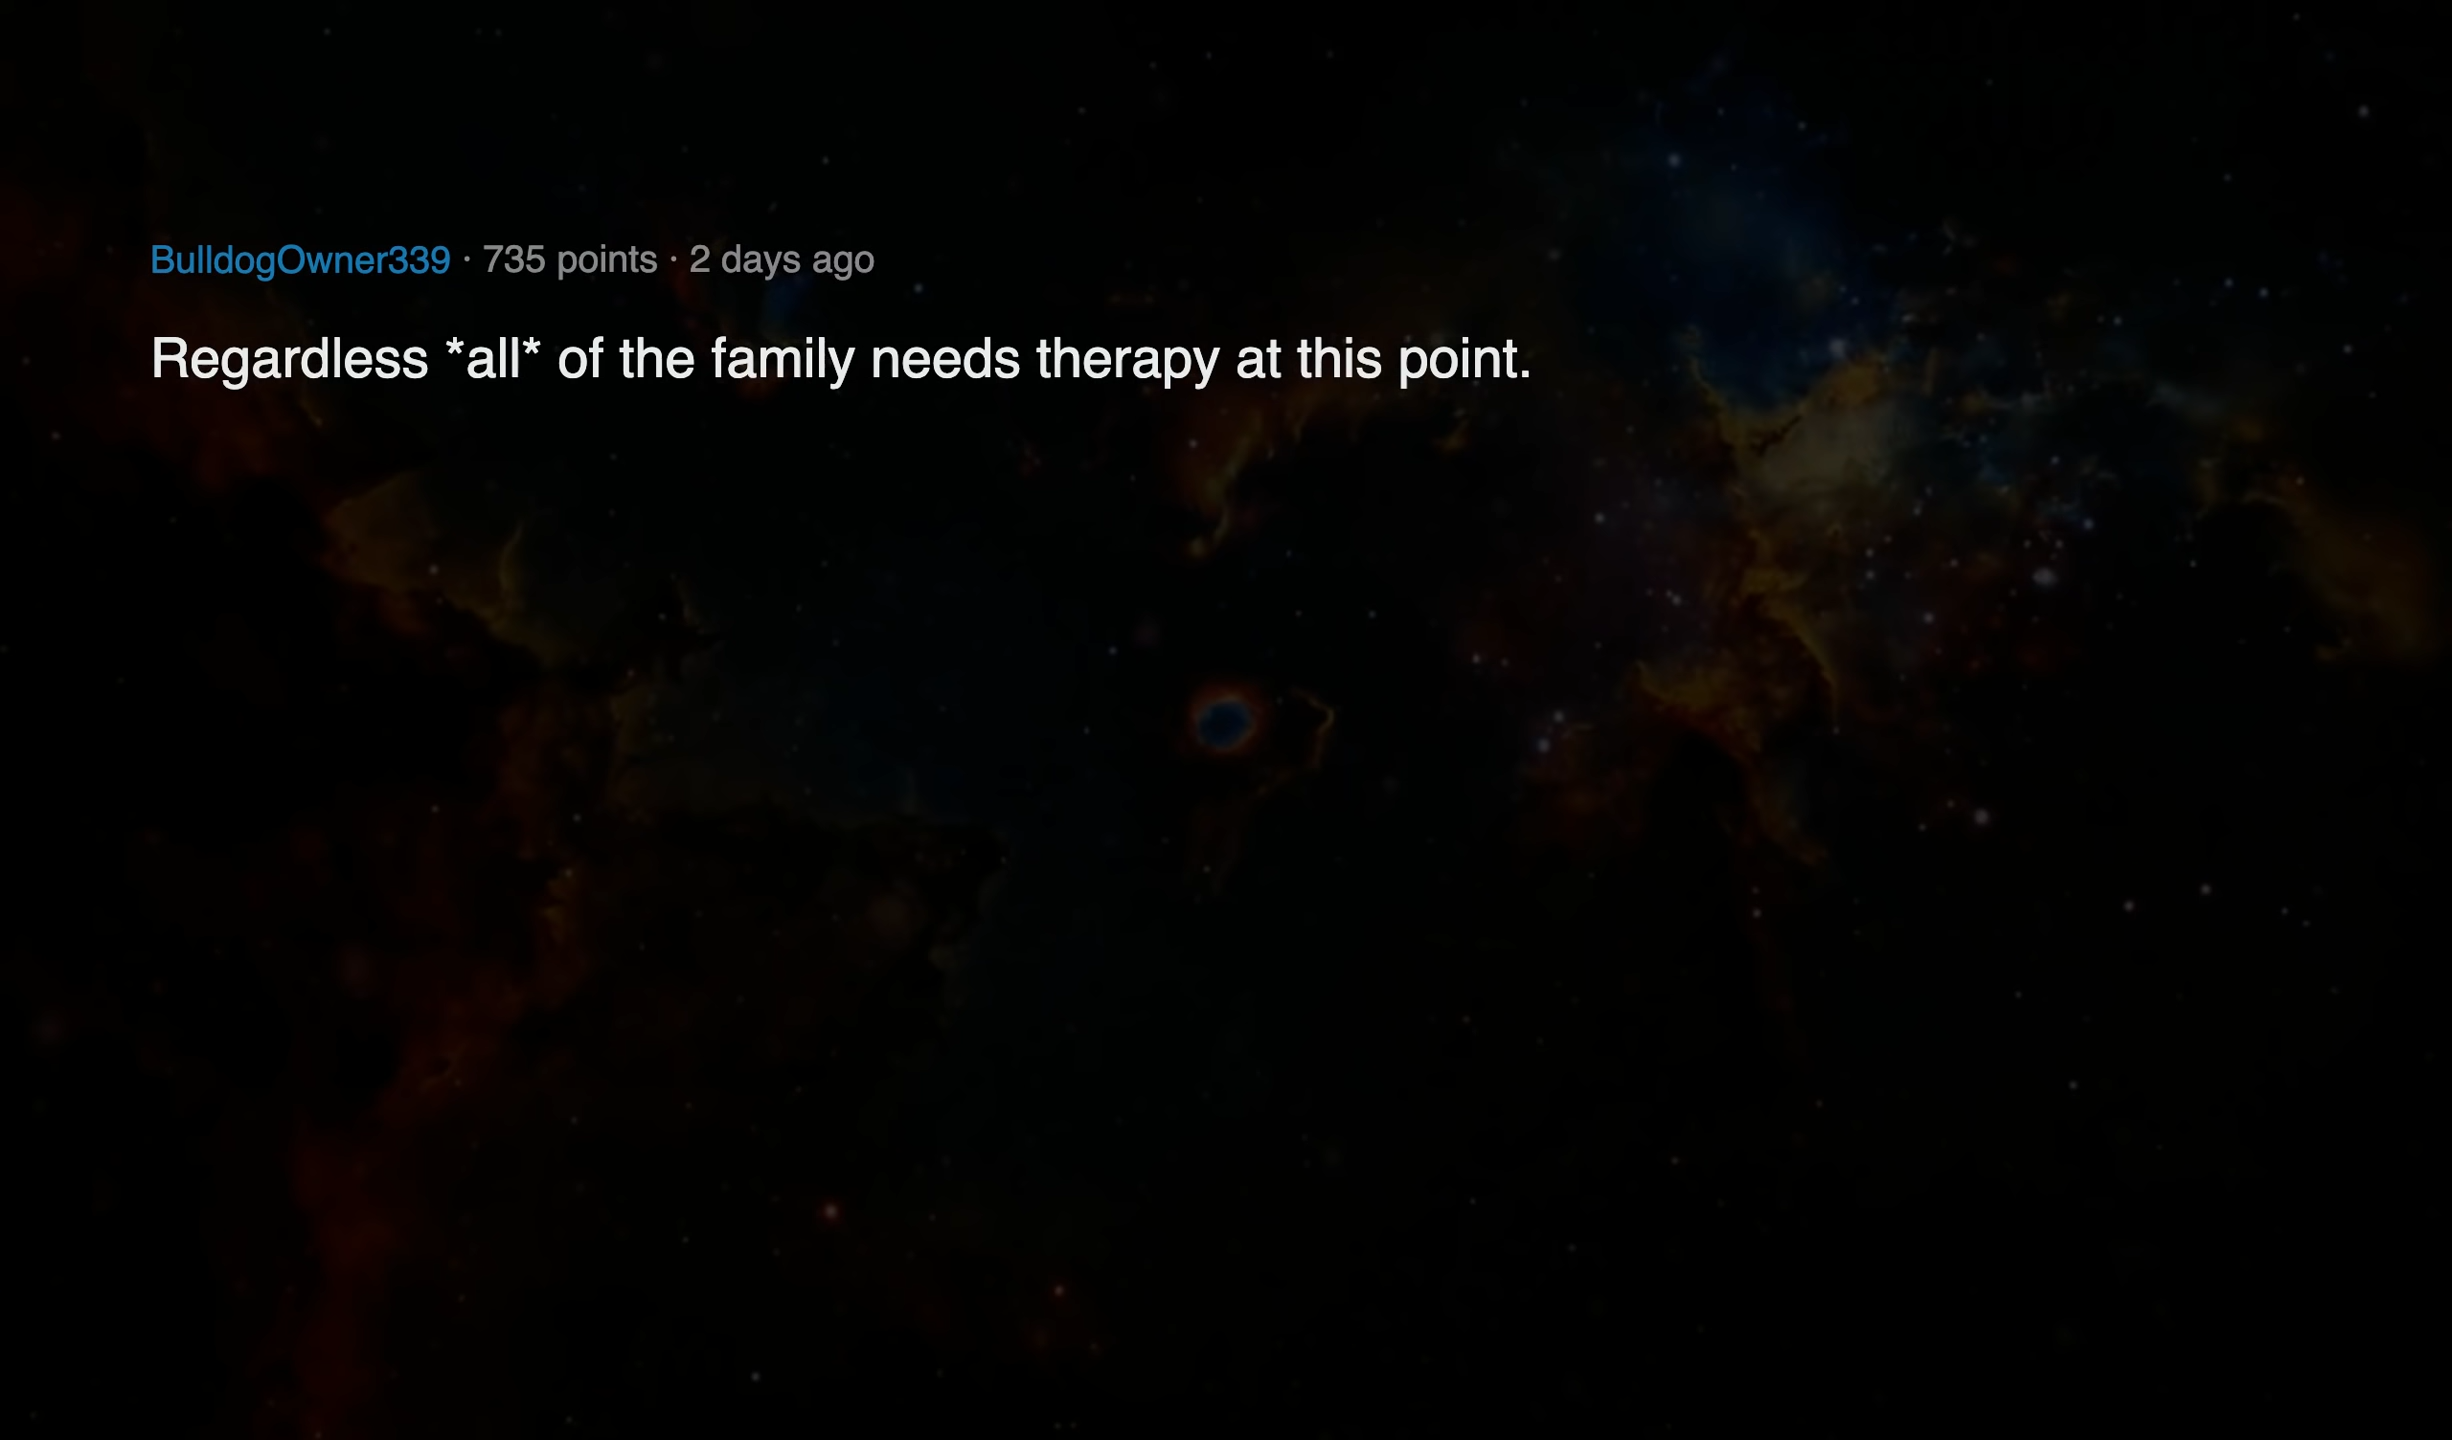 BulldogOwner339 · 735 points · 2 days ago
Regardless *all* of the family needs therapy at this point.